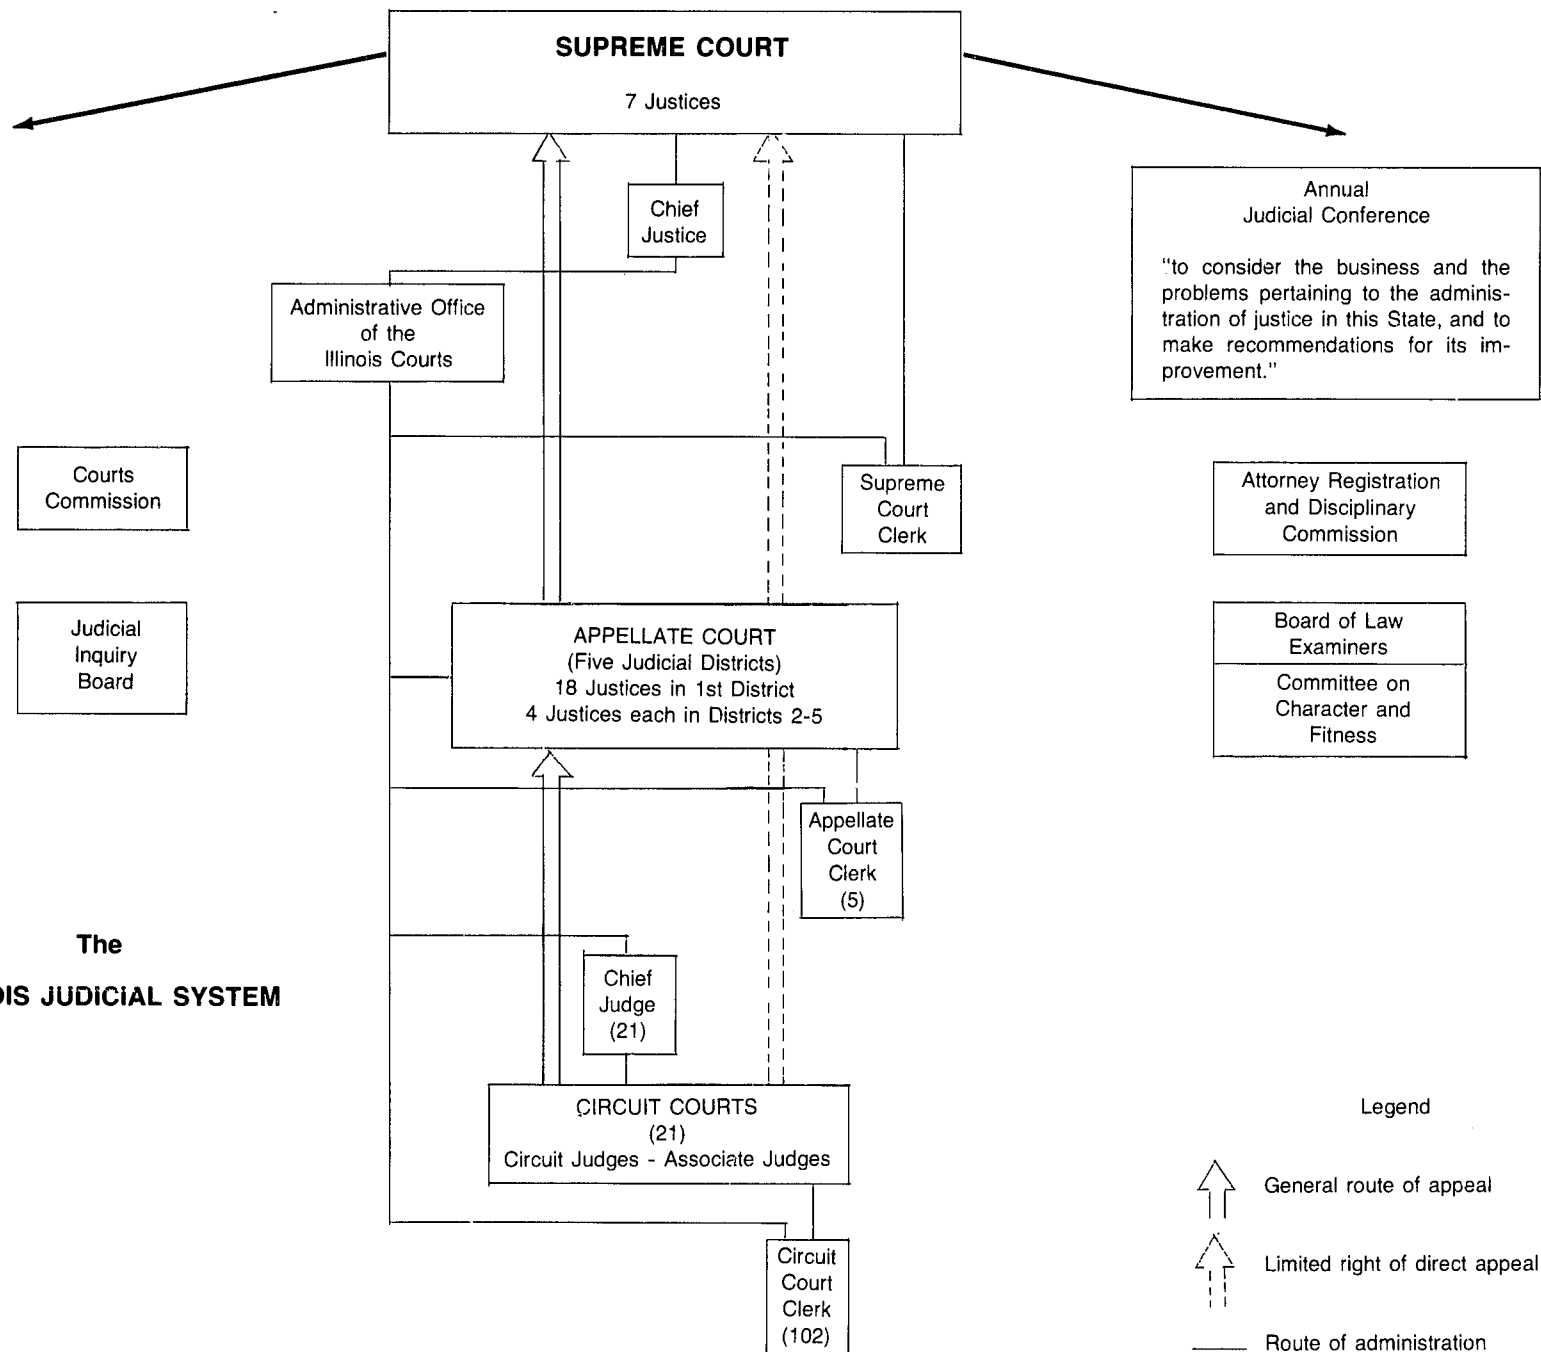 SUPREME COURT
7 Justices
Chief
Justice
Administrative Office
of the
Illinois Courts
Annual
Judicial Conference
"to consider the business and the
problems pertaining to the adminis-
tration of justice in this State, and to
make recommendations for its im-
provement."
Courts
Commission
Supreme
Court
Clerk
Attorney Registration
and Disciplinary
Commission
Judicial
Inquiry
Board
APPELLATE COURT
(Five Judicial Districts)
18 Justices in 1st District
4 Justices each in Districts 2-5
Board of Law
Examiners
Committee on
Character and
Fitness
Appellate
Court
Clerk
(5)
The
OIS JUDICIAL SYSTEM
Chief
Judge
(21)
CIRCUIT COURTS
(21)
Circuit Judges - Associate Judges
Circuit
Court
Clerk
(102)
Legend
General route of appeal
Limited right of direct appeal
Route of administration